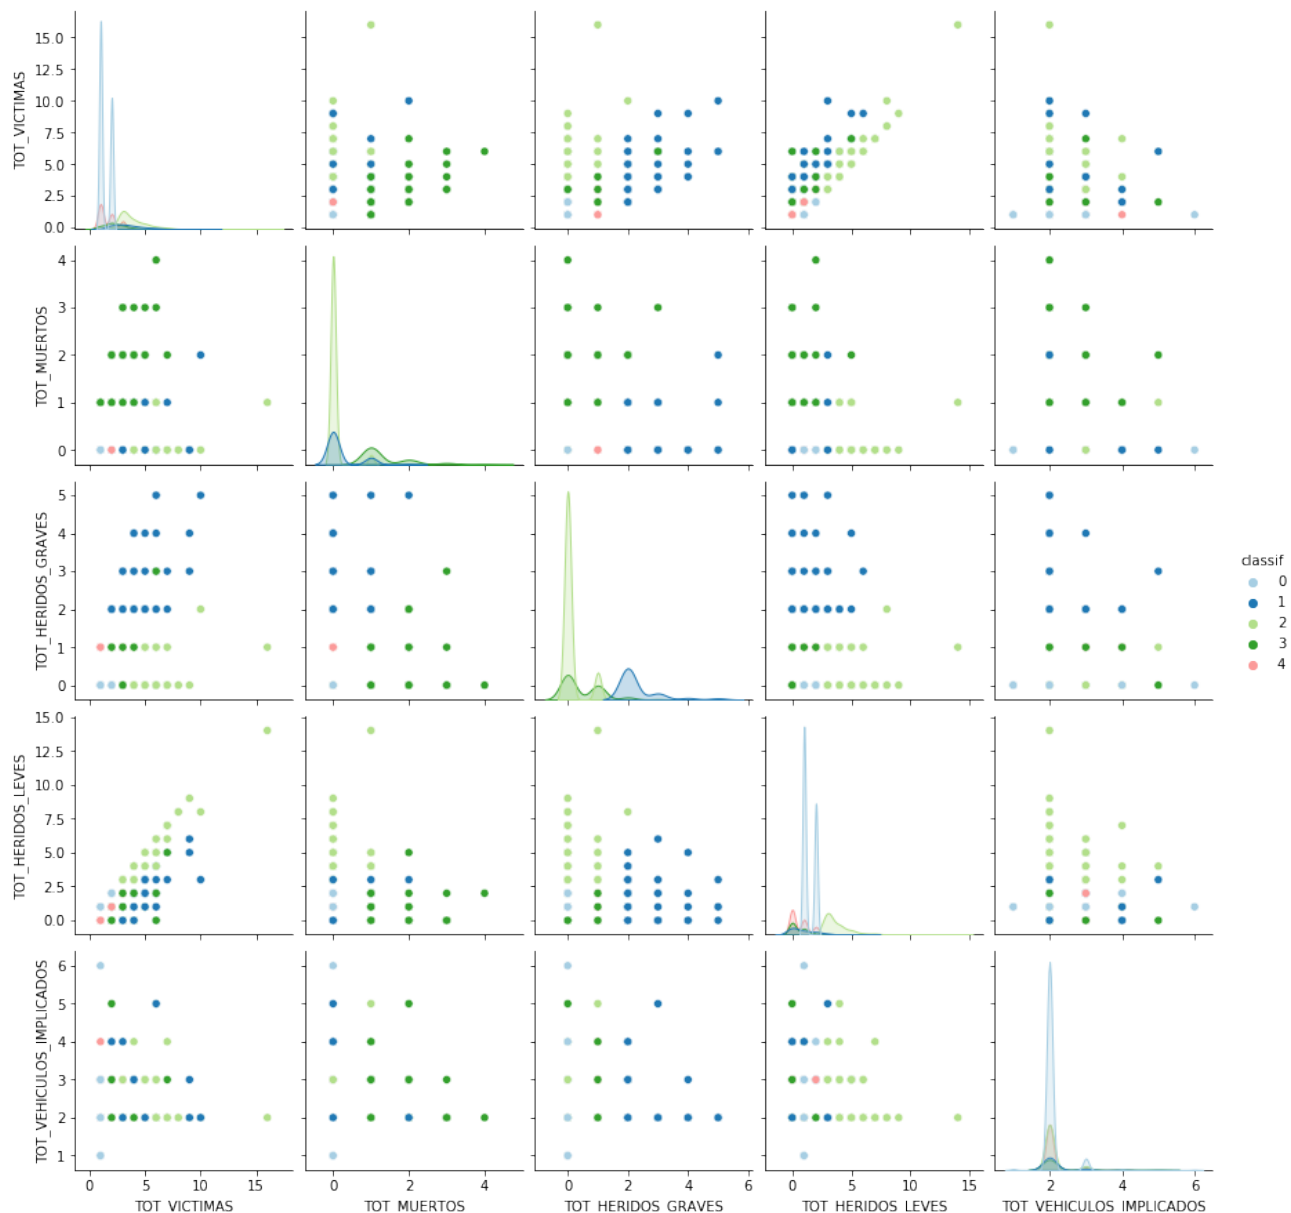 TOT_VICTIMAS
15.0
12.5
10.0
7.5
5.0
2.5
0.0
TOT_MUERTOS
4
3
2
1
0
TOT_HERIDOS_GRAVES
5
4
3
2
1
0
classif
0
1
2
3
4
TOT_HERIDOS_LEVES
15.0
12.5
10.0
7.5
5.0
2.5
0.0
TOT_VEHICULOS_IMPLICADOS
6
5
4
3
2
1
0 5 10 15
0 2 4
0 2 4 6
0 5 10 15
2 4 6
TOT_VICTIMAS
TOT_MUERTOS
TOT_HERIDOS_GRAVES
TOT_HERIDOS_LEVES
TOT_VEHICULOS_IMPLICADOS